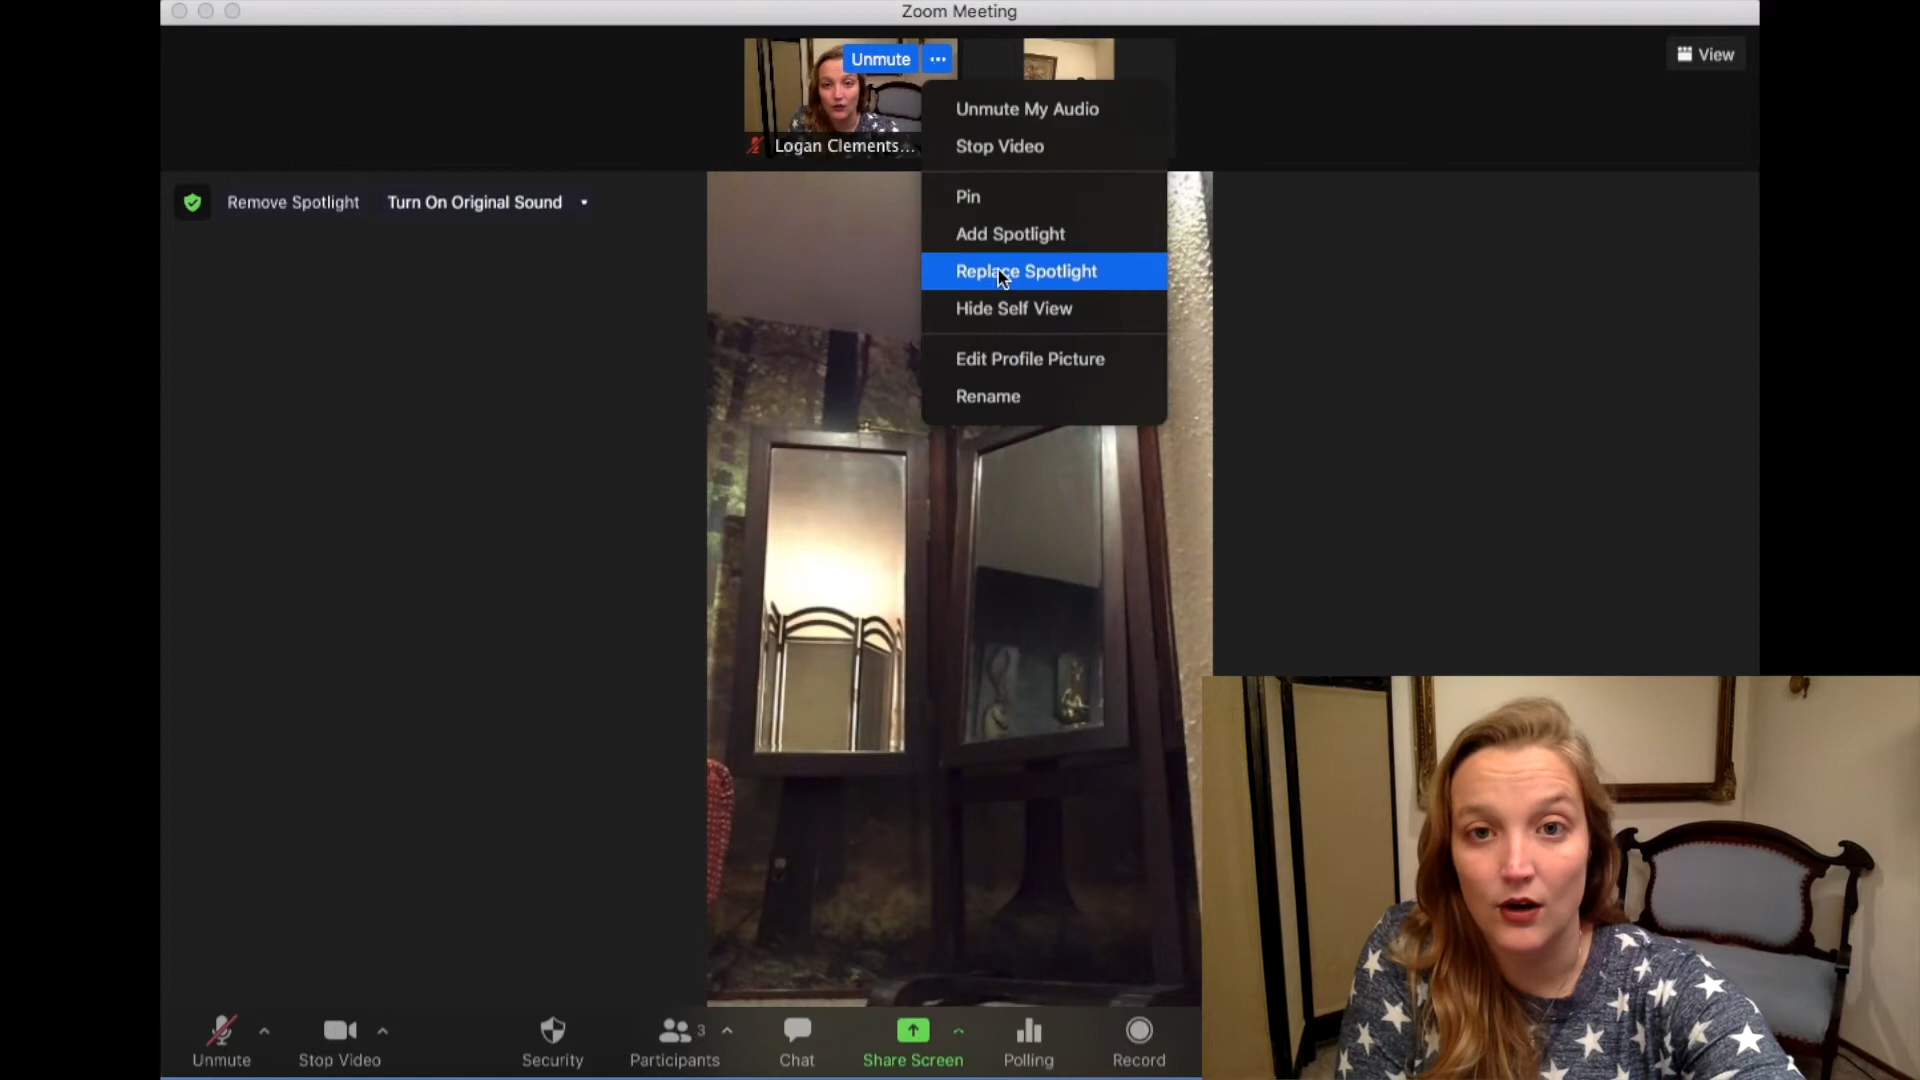 Zoom Meeting
View
Unmute
Logan Clements...
Unmute My Audio
Stop Video
Pin
Add Spotlight
Replace Spotlight
Hide Self View
Edit Profile Picture
Rename
Remove Spotlight
Turn On Original Sound
Unmute
Stop Video
Security
3
Participants
Chat
Share Screen
Polling
Record